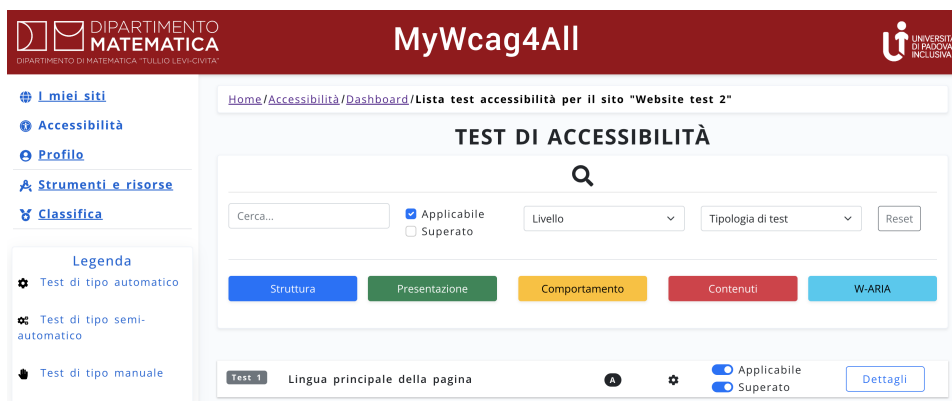 DIPARTIMENTO
MATEMATICA
DIPARTIMENTO DI MATEMATICA "TULLIO LEVI-CIVITA"
MyWcag4All
UNIVERSITÀ
DI PADOVA
INCLUSIVA
I miei siti
Accessibilità
Profilo
Strumenti e risorse
Classifica
Legenda
Test di tipo automatico
Test di tipo semi-
automatico
Test di tipo manuale
Home/Accessibilità/Dashboard/Lista test accessibilità per il sito "Website test 2"
TEST DI ACCESSIBILITÀ
Cerca...
Applicabile
Superato
Livello
Tipologia di test
Reset
Struttura
Presentazione
Comportamento
Contenuti
W-ARIA
Test 1
Lingua principale della pagina
A
Applicabile
Superato
Dettagli